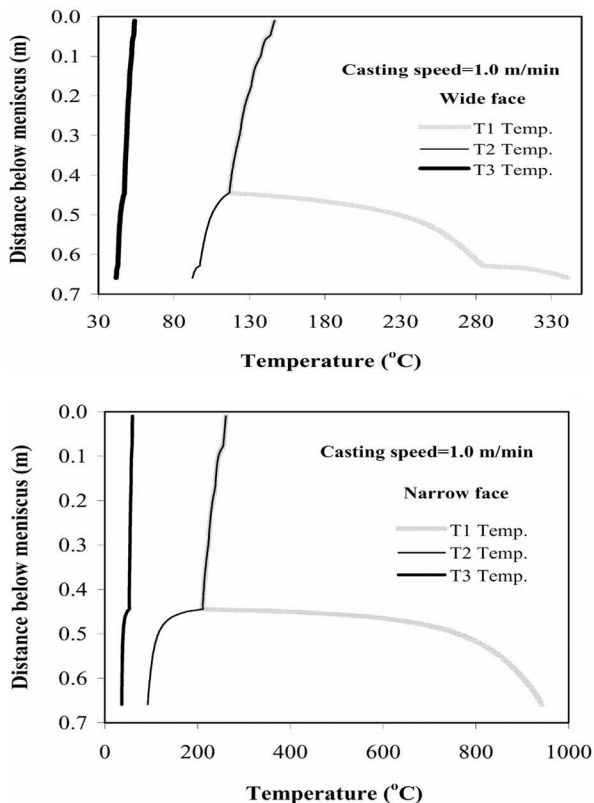 0.0
Casting speed=1.0 m/min
0.1
Wide face
0.2
T1 Temp.
0.3
T2 Temp.
T3 Temp.
0.4
0.5
0.6
0.7
Distance below meniscus (m)
30 80 130 180 230 280 330
Temperature (°C)
0.0
Casting speed=1.0 m/min
0.1
Narrow face
0.2
T1 Temp.
0.3
T2 Temp.
T3 Temp.
0.4
0.5
0.6
0.7
Distance below meniscus (m)
0 200 400 600 800 1000
Temperature (°C)